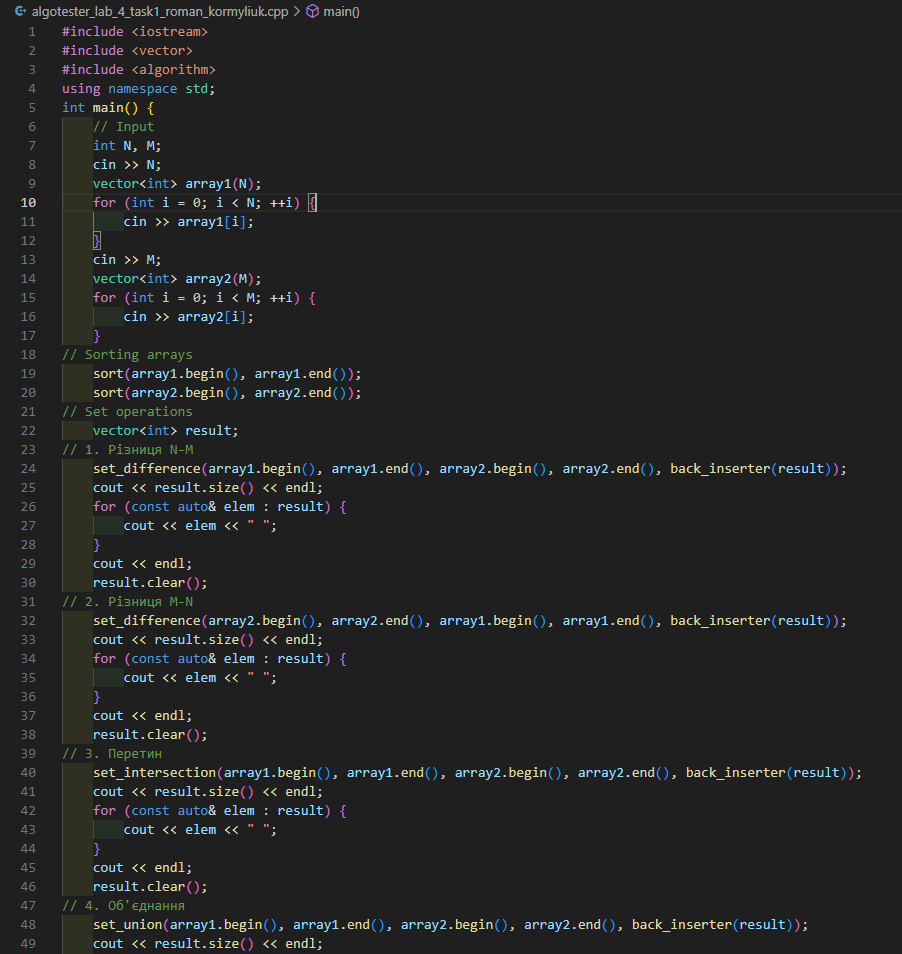 algotester_lab_4_task1_roman_kormyliuk.cpp > main()
1 #include <iostream>
2 #include <vector>
3 #include <algorithm>
4 using namespace std;
5 int main() {
6 // Input
7 int N, M;
8 cin >> N;
9 vector<int> array1(N);
10 for (int i = 0; i < N; ++i) {
11 cin >> array1[i];
12 }
13 cin >> M;
14 vector<int> array2(M);
15 for (int i = 0; i < M; ++i) {
16 cin >> array2[i];
17 }
18 // Sorting arrays
19 sort(array1.begin(), array1.end());
20 sort(array2.begin(), array2.end());
21 // Set operations
22 vector<int> result;
23 // 1. Різниця N-M
24 set_difference(array1.begin(), array1.end(), array2.begin(), array2.end(), back_inserter(result));
25 cout << result.size() << endl;
26 for (const auto& elem : result) {
27 cout << elem << " ";
28 }
29 cout << endl;
30 result.clear();
31 // 2. Різниця M-N
32 set_difference(array2.begin(), array2.end(), array1.begin(), array1.end(), back_inserter(result));
33 cout << result.size() << endl;
34 for (const auto& elem : result) {
35 cout << elem << " ";
36 }
37 cout << endl;
38 result.clear();
39 // 3. Перетин
40 set_intersection(array1.begin(), array1.end(), array2.begin(), array2.end(), back_inserter(result));
41 cout << result.size() << endl;
42 for (const auto& elem : result) {
43 cout << elem << " ";
44 }
45 cout << endl;
46 result.clear();
47 // 4. Об'єднання
48 set_union(array1.begin(), array1.end(), array2.begin(), array2.end(), back_inserter(result));
49 cout << result.size() << endl;